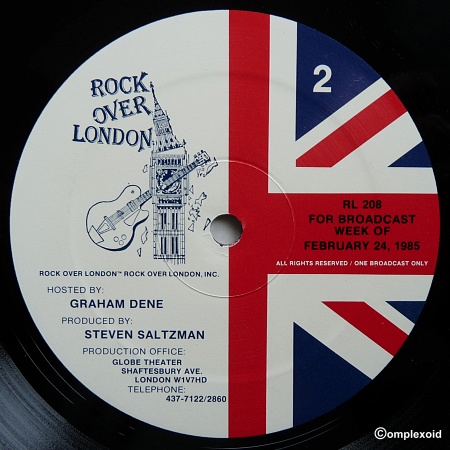 ROCK
OVER
LONDON
2
RL 208
FOR BROADCAST
WEEK OF
FEBRUARY 24, 1985
ALL RIGHTS RESERVED / ONE BROADCAST ONLY
ROCK OVER LONDON™ ROCK OVER LONDON, INC.
HOSTED BY:
GRAHAM DENE
PRODUCED BY:
STEVEN SALTZMAN
PRODUCTION OFFICE:
GLOBE THEATER
SHAFTESBURY AVE.
LONDON W1V7HD
TELEPHONE:
437-7122/2860
©omplexoid